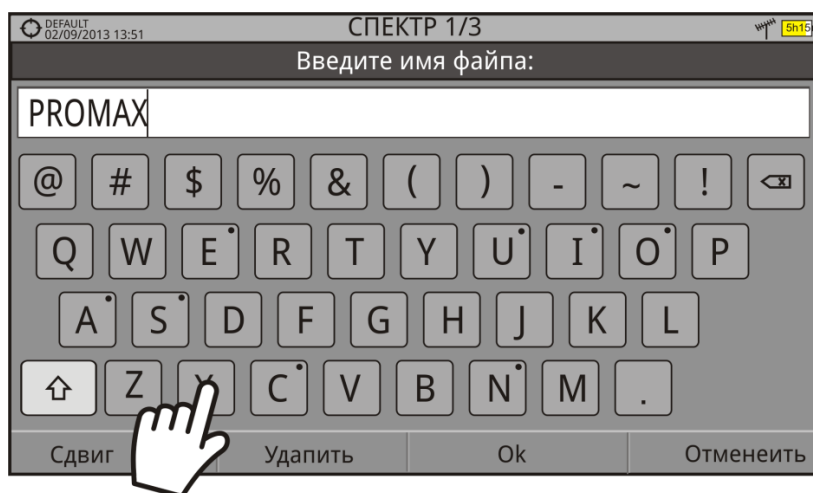 DEFAULT
02/09/2013 13:51
СПЕКТР 1/3
5h15
Введите имя файпа:
PROMAX
@ # $ % & ( ) - ~ !
Q W E R T Y U I O P
A S D F G H J K L
Z X C V B N M .
Сдвиг Удапить Ok Отменеить